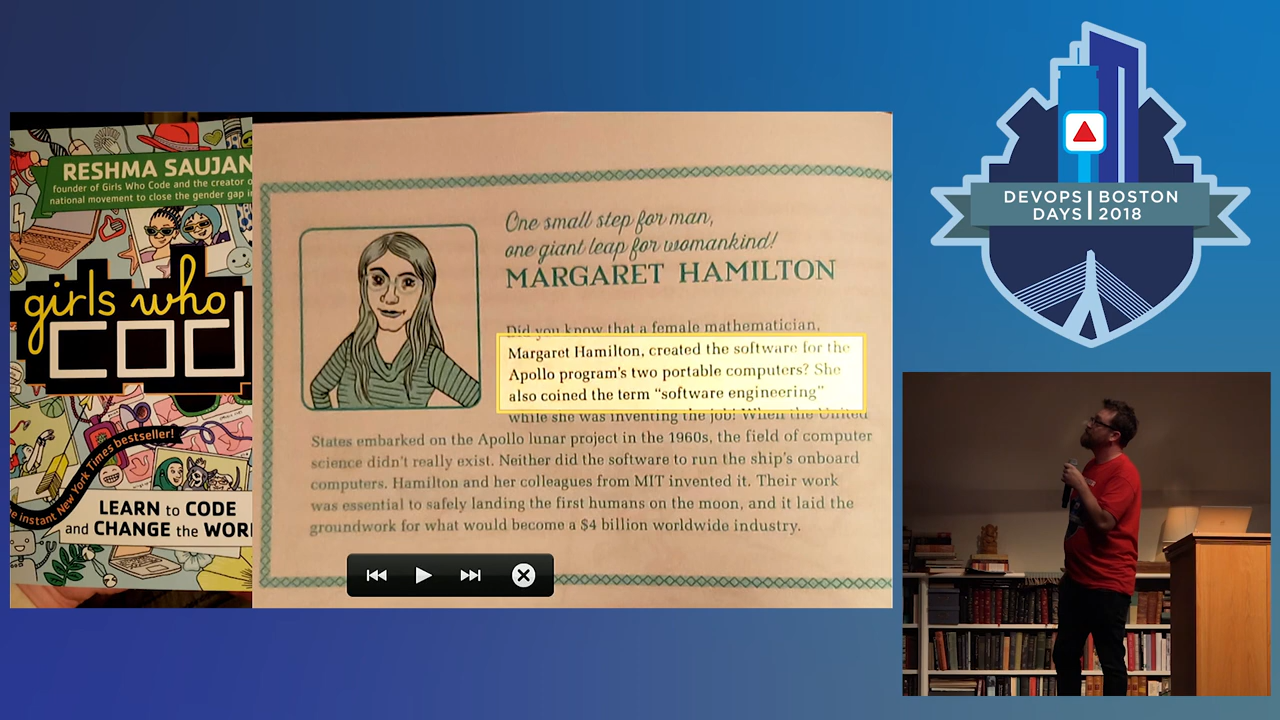 RESHMA SAUJAN
founder of Girls Who Code and the creator o
national movement to close the gender gap i
girls who
cod
instant New York Times bestseller!
LEARN to CODE
and CHANGE the WOR
One small step for man,
one giant leap for womankind!
MARGARET HAMILTON
Did you know that a female mathematician,
Margaret Hamilton, created the software for the
Apollo program's two portable computers? She
also coined the term “software engineering”
while she was inventing the job! When the United
States embarked on the Apollo lunar project in the 1960s, the field of computer
science didn't really exist. Neither did the software to run the ship's onboard
computers. Hamilton and her colleagues from MIT invented it. Their work
was essential to safely landing the first humans on the moon, and it laid the
groundwork for what would become a $4 billion worldwide industry.
DEVOPS BOSTON
DAYS 2018